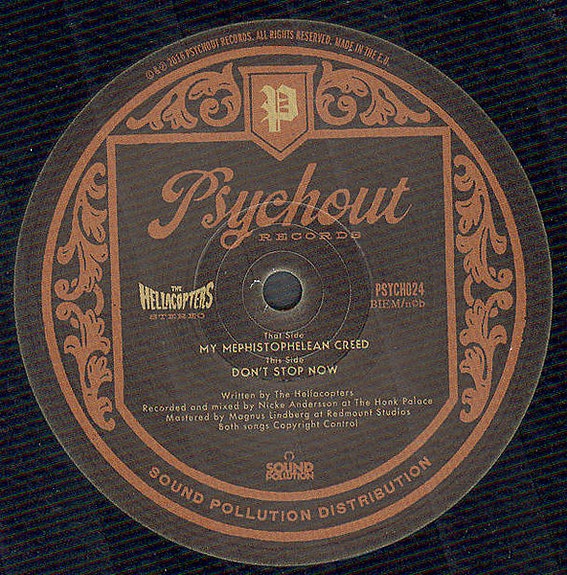 © & ℗ 2016 PSYCHOUT RECORDS. ALL RIGHTS RESERVED. MADE IN THE E.U.
P
Psychout
RECORDS
THE
HELLACOPTERS
STEREO
PSYCH024
BIEM/n©b
That Side
MY MEPHISTOPHELEAN CREED
This Side
DON'T STOP NOW
Written by The Hellacopters
Recorded and mixed by Nicke Andersson at The Honk Palace
Mastered by Magnus Lindberg at Redmount Studios
Both songs Copyright Control
SOUND
POLLUTION
SOUND POLLUTION DISTRIBUTION